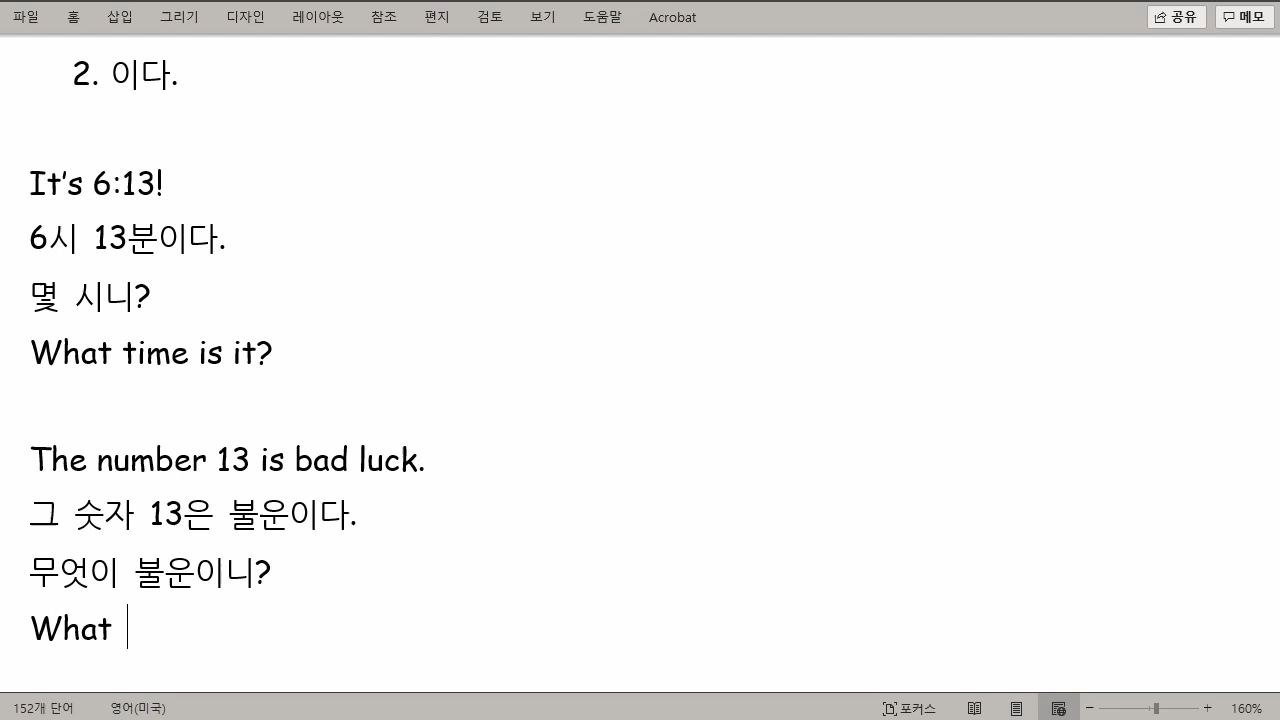 파일 홈 삽입 그리기 디자인 레이아웃 참조 편지 검토 보기 도움말 Acrobat 공유 메모
2. 이다.
It's 6:13!
6시 13분이다.
몇 시니?
What time is it?
The number 13 is bad luck.
그 숫자 13은 불운이다.
무엇이 불운이니?
What
152개 단어 영어(미국) 포커스 160%